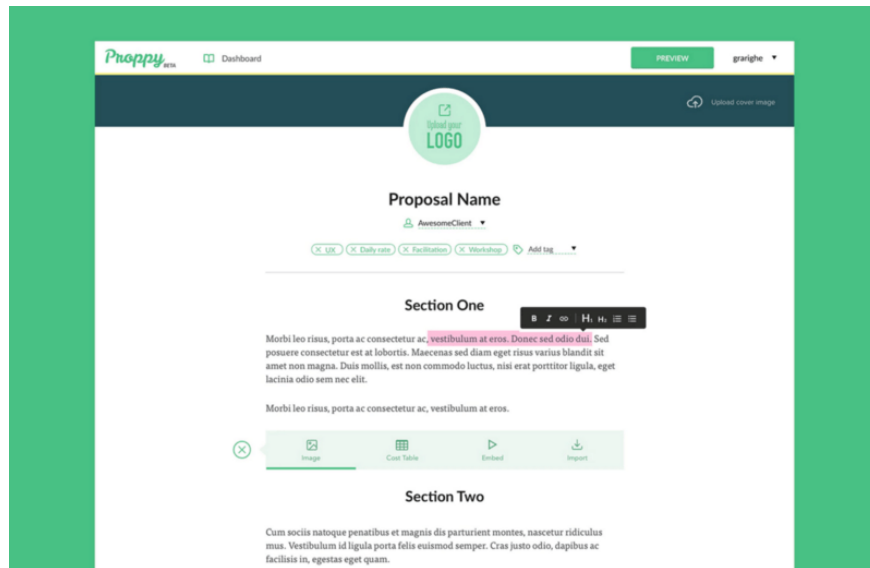 Proppy BETA
Dashboard
PREVIEW
grarighe
Upload cover image
Upload your
LOGO
Proposal Name
AwesomeClient
UX Daily rate Facilitation Workshop Add tag
Section One
B I H1 H2
Morbi leo risus, porta ac consectetur ac, vestibulum at eros. Donec sed odio dui. Sed
posuere consectetur est at lobortis. Maecenas sed diam eget risus varius blandit sit
amet non magna. Duis mollis, est non commodo luctus, nisi erat porttitor ligula, eget
lacinia odio sem nec elit.
Morbi leo risus, porta ac consectetur ac, vestibulum at eros.
Image Cost Table Embed Import
Section Two
Cum sociis natoque penatibus et magnis dis parturient montes, nascetur ridiculus
mus. Vestibulum id ligula porta felis euismod semper. Cras justo odio, dapibus ac
facilisis in, egestas eget quam.